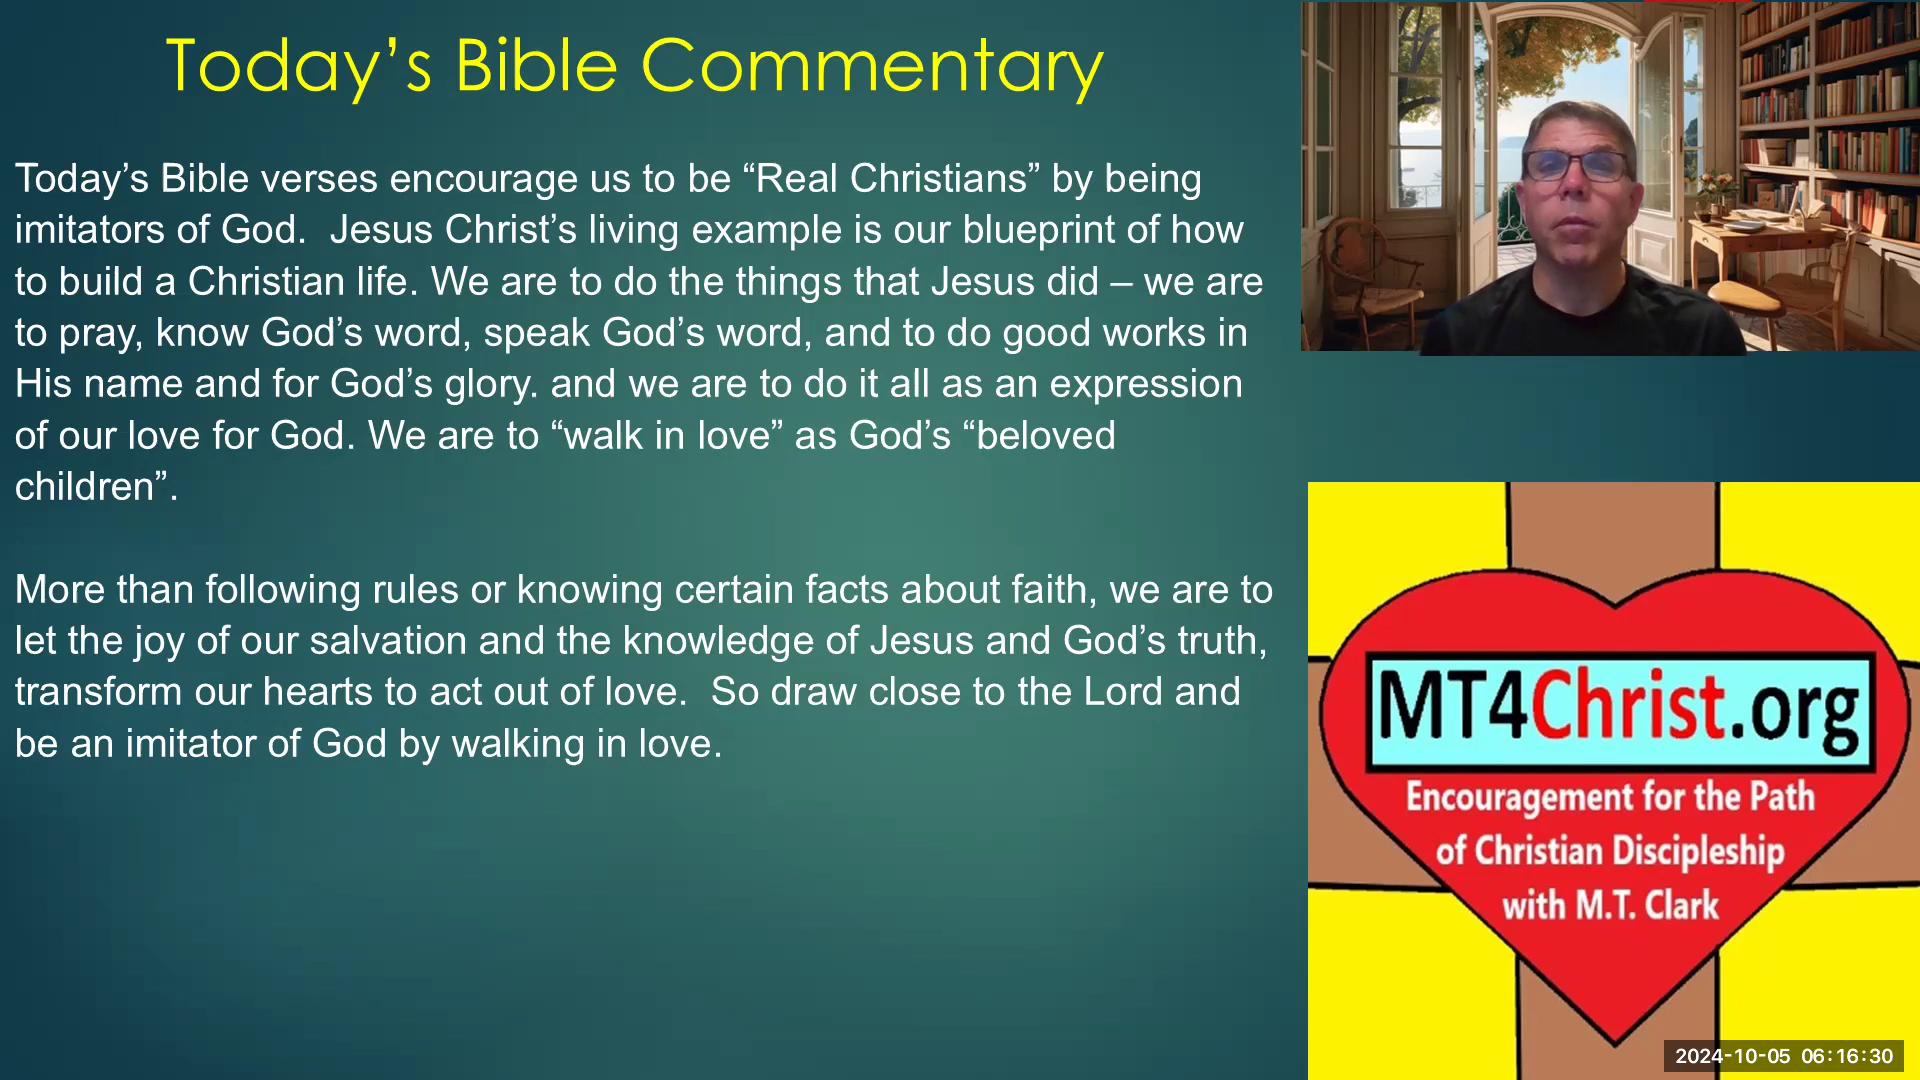 Today’s Bible Commentary
Today’s Bible verses encourage us to be “Real Christians” by being
imitators of God.  Jesus Christ’s living example is our blueprint of how
to build a Christian life. We are to do the things that Jesus did – we are
to pray, know God’s word, speak God’s word, and to do good works in
His name and for God’s glory. and we are to do it all as an expression
of our love for God. We are to “walk in love” as God’s “beloved
children”.
More than following rules or knowing certain facts about faith, we are to
let the joy of our salvation and the knowledge of Jesus and God’s truth,
transform our hearts to act out of love.  So draw close to the Lord and
be an imitator of God by walking in love.
MT4Christ.org
Encouragement for the Path
of Christian Discipleship
with M.T. Clark
2024-10-05 06:16:30